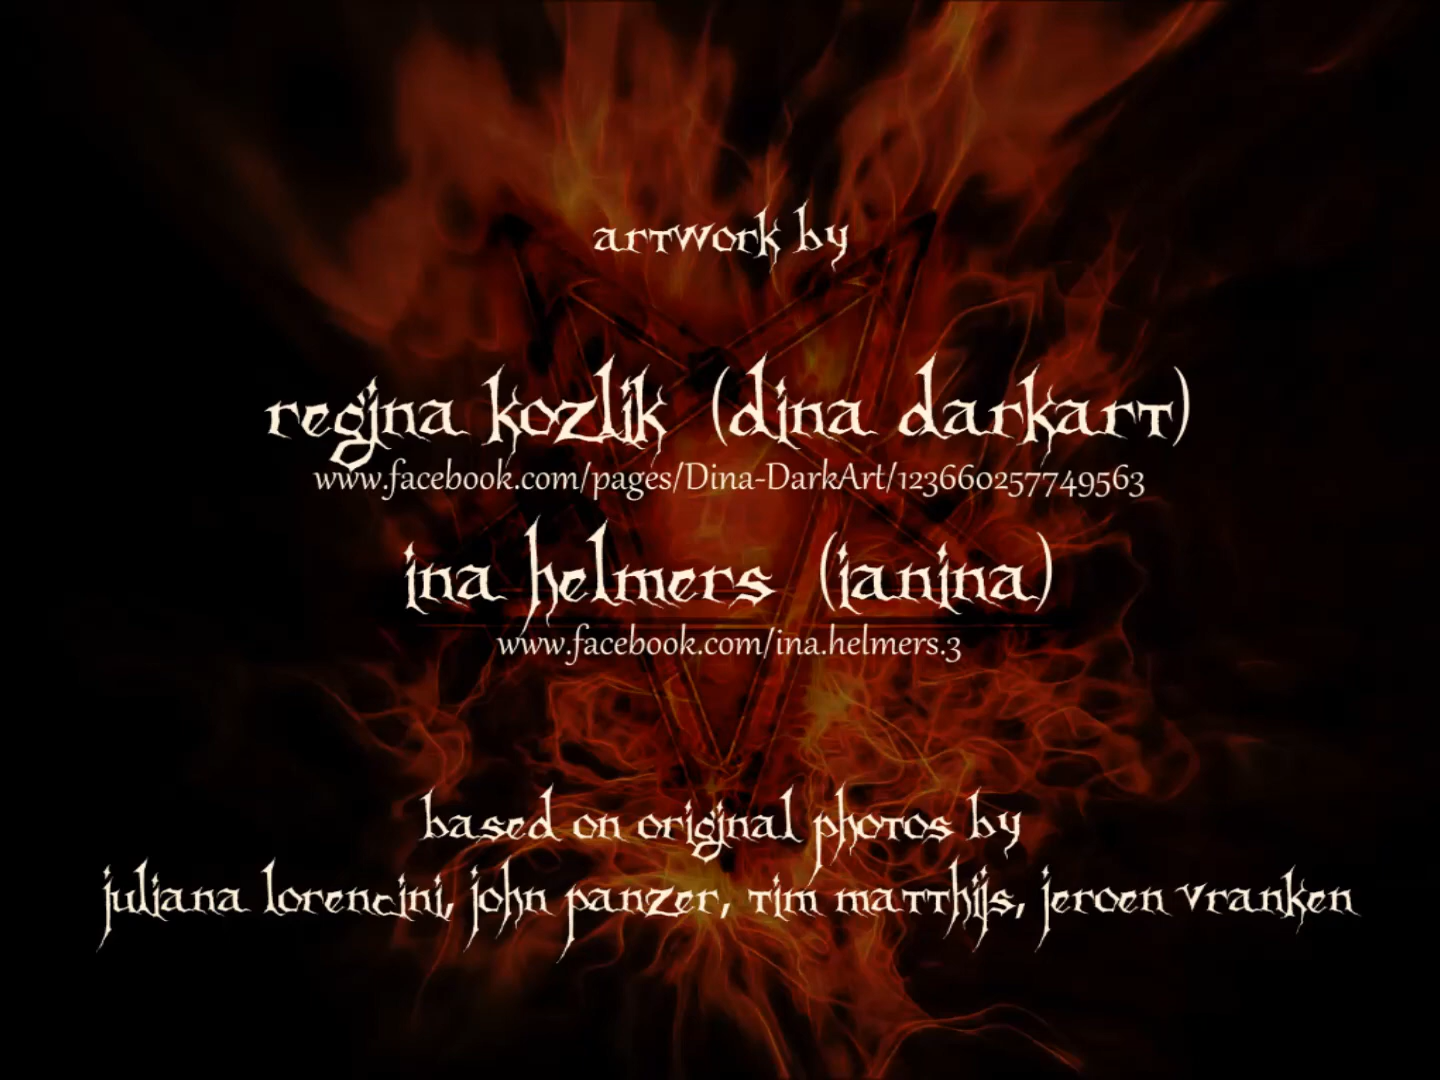 artwork by
regina kozlik (dina darkart)
www.facebook.com/pages/Dina-DarkArt/123660257749563
ina helmers (ianina)
www.facebook.com/ina.helmers.3
based on original photos by
juliana lorencini, john panzer, tim matthijs, jeroen vranken